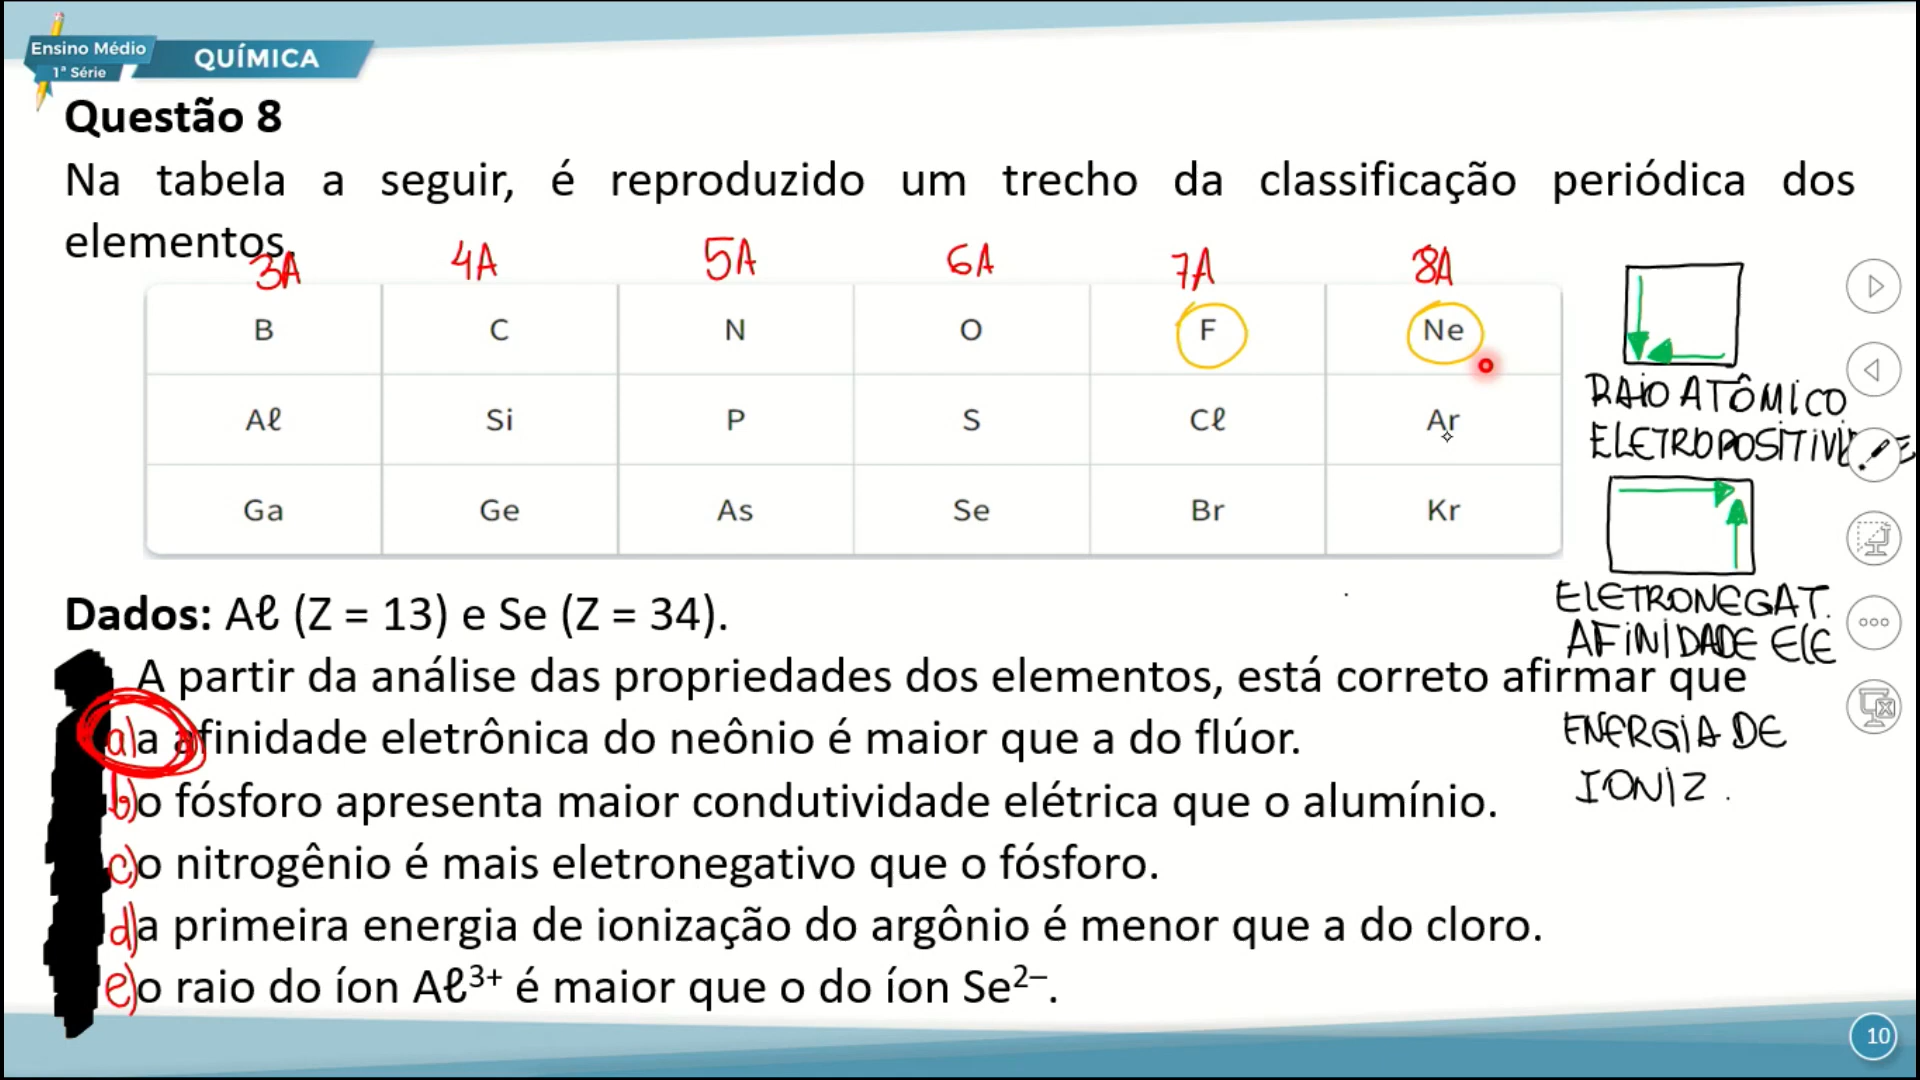 Ensino Médio
1ª Série
QUÍMICA
Questão 8
Na tabela a seguir, é reproduzido um trecho da classificação periódica dos
elementos.
3A 4A 5A 6A 7A 8A
B C N O F Ne
Aℓ Si P S Cℓ Ar
Ga Ge As Se Br Kr
RAIO ATÔMICO
ELETROPOSITIVI
ELETRONEGAT.
AFINIDADE ELE
ENERGIA DE
IONIZ.
Dados: Aℓ (Z = 13) e Se (Z = 34).
A partir da análise das propriedades dos elementos, está correto afirmar que
a) a afinidade eletrônica do neônio é maior que a do flúor.
b) o fósforo apresenta maior condutividade elétrica que o alumínio.
c) o nitrogênio é mais eletronegativo que o fósforo.
d) a primeira energia de ionização do argônio é menor que a do cloro.
e) o raio do íon Aℓ³⁺ é maior que o do íon Se²⁻.
10